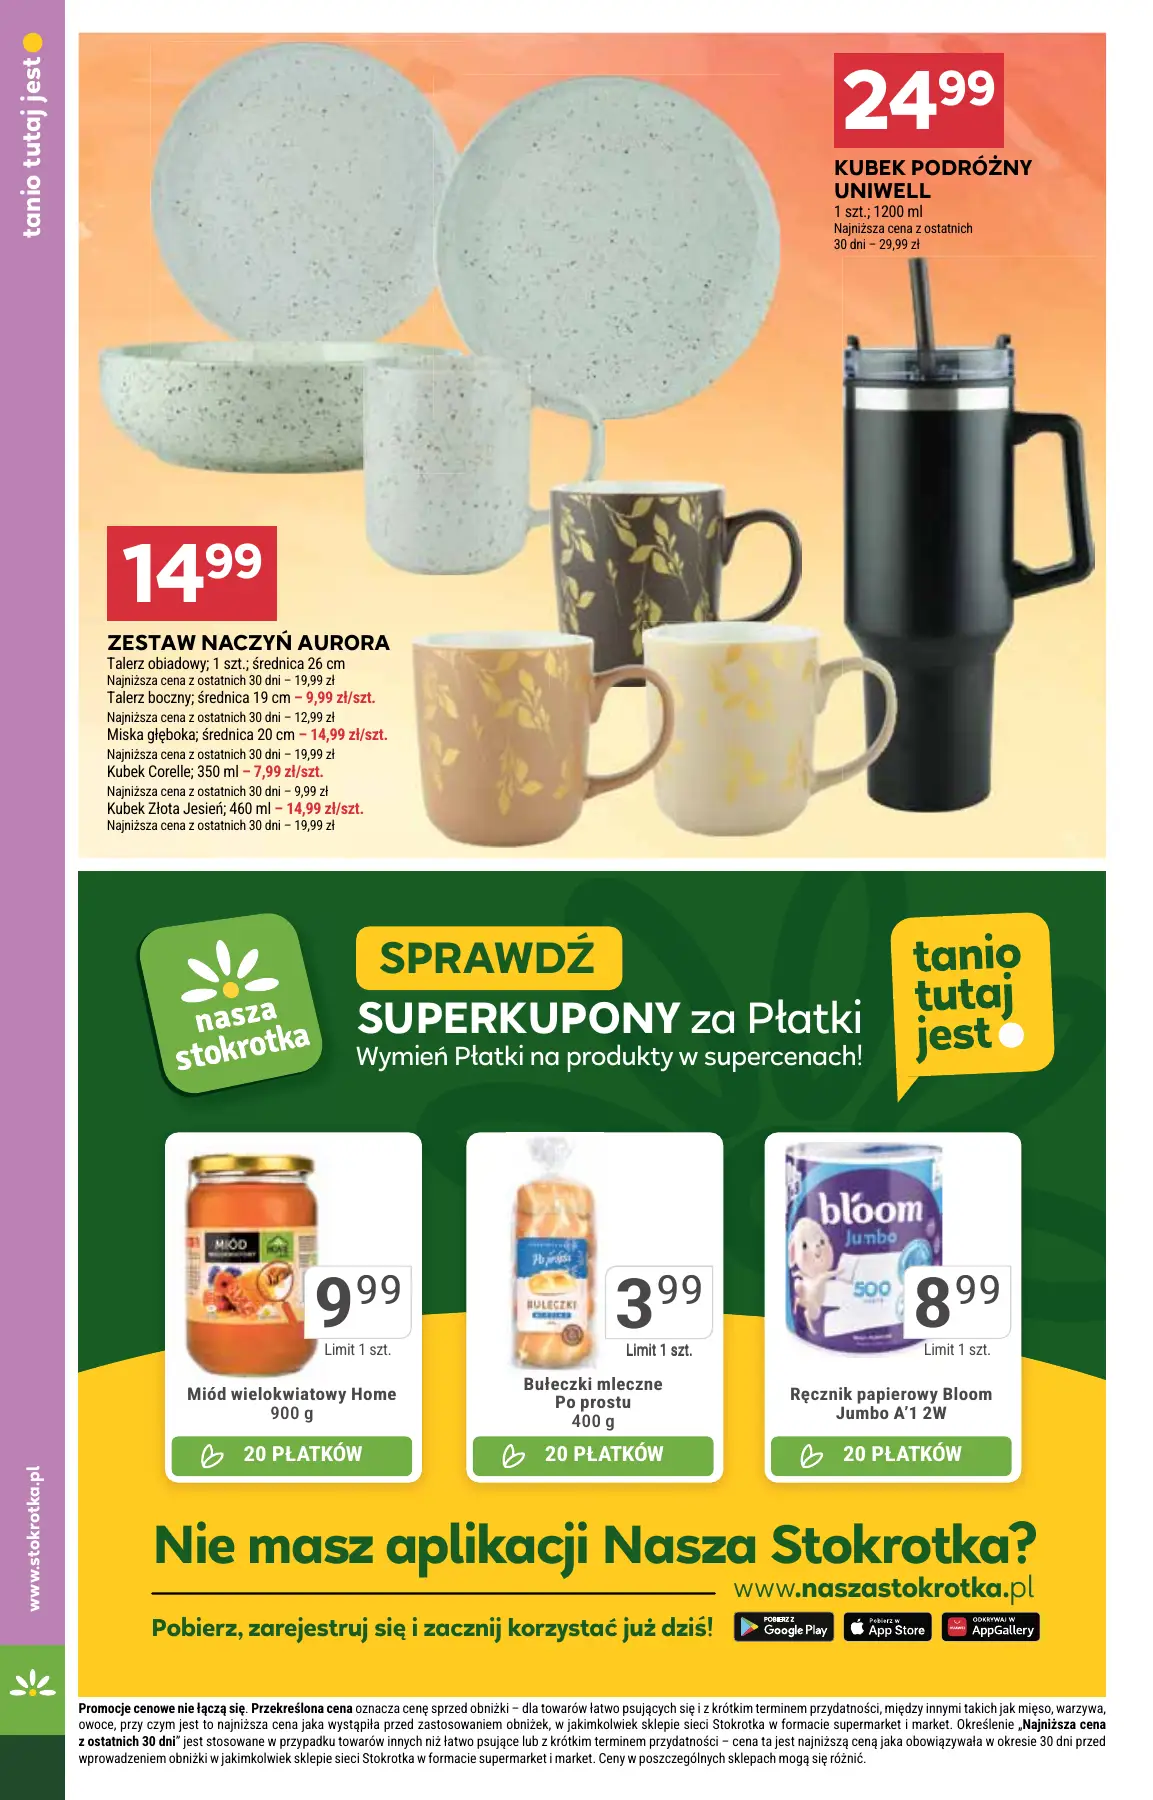 tanio tutaj jest
24 99
KUBEK PODRÓŻNY
UNIWELL
1 szt.; 1200 ml
Najniższa cena z ostatnich
30 dni – 29,99 zł
14 99
ZESTAW NACZYŃ AURORA
Talerz obiadowy; 1 szt.; średnica 26 cm
Najniższa cena z ostatnich 30 dni – 19,99 zł
Talerz boczny; średnica 19 cm – 9,99 zł/szt.
Najniższa cena z ostatnich 30 dni – 12,99 zł
Miska głęboka; średnica 20 cm – 14,99 zł/szt.
Najniższa cena z ostatnich 30 dni – 19,99 zł
Kubek Corelle; 350 ml – 7,99 zł/szt.
Najniższa cena z ostatnich 30 dni – 9,99 zł
Kubek Złota Jesień; 460 ml – 14,99 zł/szt.
Najniższa cena z ostatnich 30 dni – 19,99 zł
nasza
stokrotka
SPRAWDŹ
SUPERKUPONY za Płatki
Wymień Płatki na produkty w supercenach!
tanio
tutaj
jest
MIÓD
WIELOKWIATOWY
HOME
9 99
Limit 1 szt.
Miód wielokwiatowy Home
900 g
20 PŁATKÓW
Po prostu
BUŁECZKI
MLECZNE
3 99
Limit 1 szt.
Bułeczki mleczne
Po prostu
400 g
20 PŁATKÓW
bloom
Jumbo
500
8 99
Limit 1 szt.
Ręcznik papierowy Bloom
Jumbo A’1 2W
20 PŁATKÓW
Nie masz aplikacji Nasza Stokrotka?
www.naszastokrotka.pl
Pobierz, zarejestruj się i zacznij korzystać już dziś!
POBIERZ Z
Google Play
Pobierz w
App Store
HUAWEI
ODKRYWAJ W
AppGallery
www.stokrotka.pl
Promocje cenowe nie łączą się. Przekreślona cena oznacza cenę sprzed obniżki – dla towarów łatwo psujących się i z krótkim terminem przydatności, między innymi takich jak mięso, warzywa,
owoce, przy czym jest to najniższa cena jaka wystąpiła przed zastosowaniem obniżek, w jakimkolwiek sklepie sieci Stokrotka w formacie supermarket i market. Określenie „Najniższa cena
z ostatnich 30 dni” jest stosowane w przypadku towarów innych niż łatwo psujące lub z krótkim terminem przydatności – cena ta jest najniższą ceną jaka obowiązywała w okresie 30 dni przed
wprowadzeniem obniżki w jakimkolwiek sklepie sieci Stokrotka w formacie supermarket i market. Ceny w poszczególnych sklepach mogą się różnić.